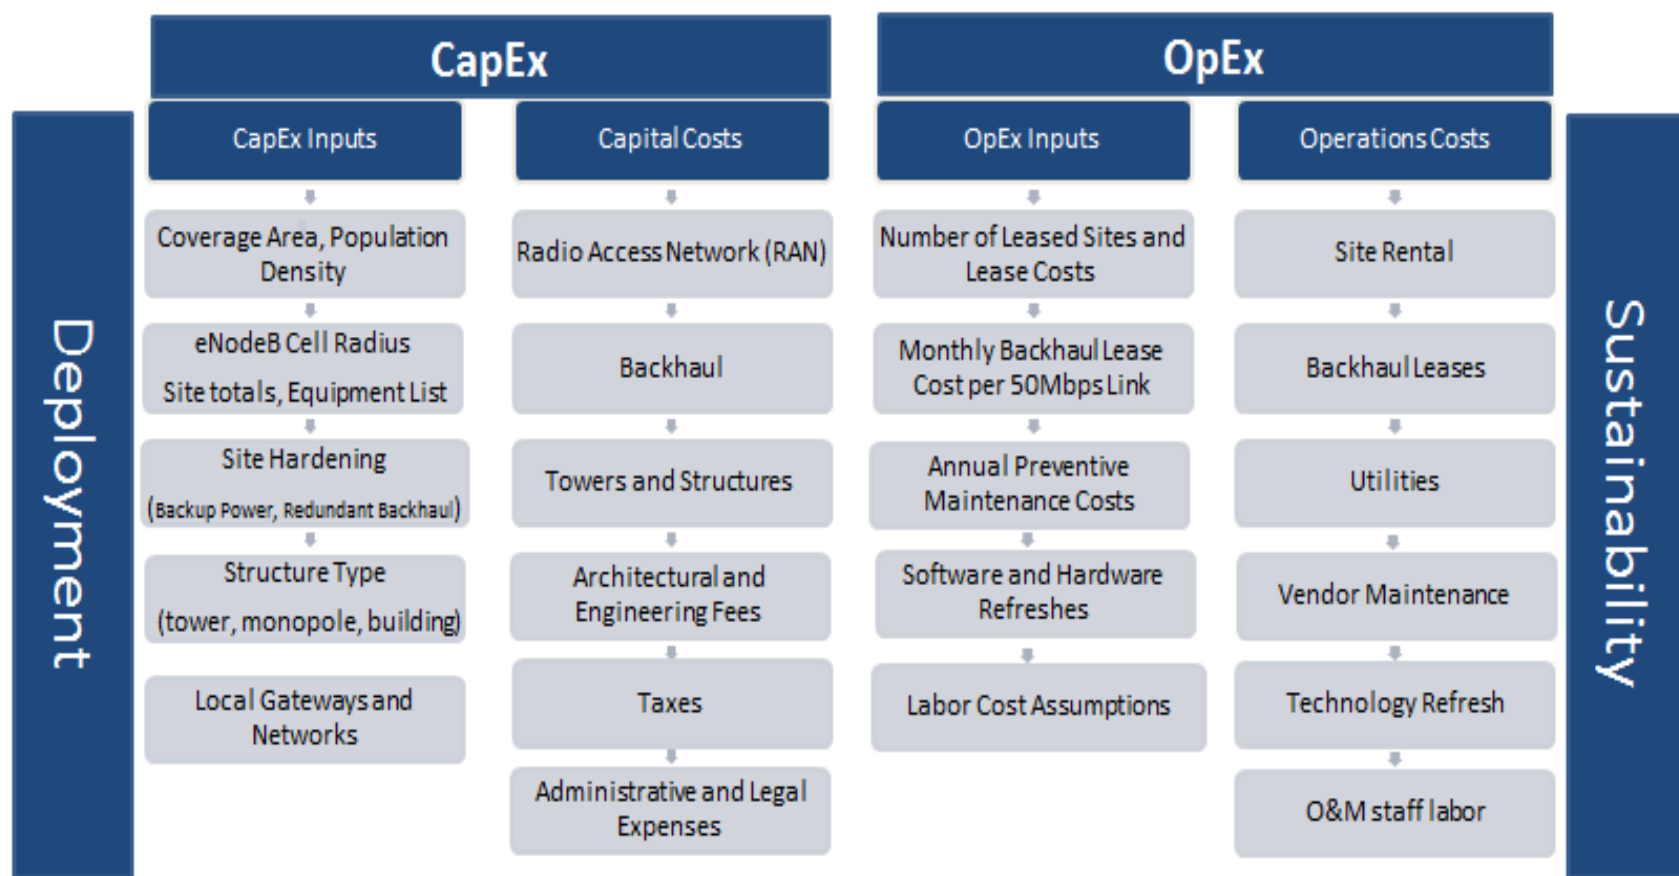 CapEx
OpEx
Deployment
CapEx Inputs
Coverage Area, Population
Density
eNodeB Cell Radius
Site totals, Equipment List
Site Hardening
(Backup Power, Redundant Backhaul)
Structure Type
(tower, monopole, building)
Local Gateways and
Networks
Capital Costs
Radio Access Network (RAN)
Backhaul
Towers and Structures
Architectural and
Engineering Fees
Taxes
Administrative and Legal
Expenses
OpEx Inputs
Number of Leased Sites and
Lease Costs
Monthly Backhaul Lease
Cost per 50Mbps Link
Annual Preventive
Maintenance Costs
Software and Hardware
Refreshes
Labor Cost Assumptions
Operations Costs
Site Rental
Backhaul Leases
Utilities
Vendor Maintenance
Technology Refresh
O&M staff labor
Sustainability